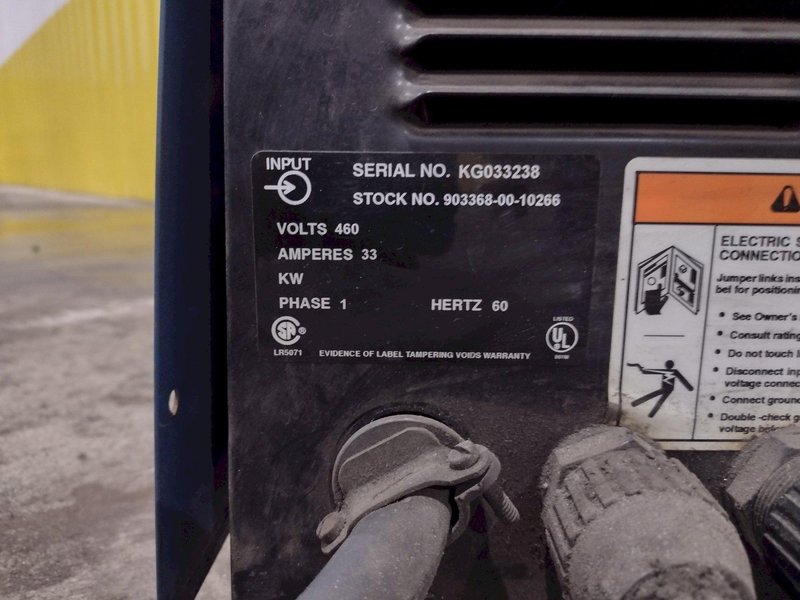 INPUT
SERIAL NO. KG033238
STOCK NO. 903368-00-10266
VOLTS 460
AMPERES 33
KW
PHASE 1 HERTZ 60
LR5071 EVIDENCE OF LABEL TAMPERING VOIDS WARRANTY
LISTED
UL
ELECTRIC
CONNECTIO
Jumper links ins
bel for positionin
• See Owner's
• Consult rating
• Do not touch
• Disconnect inp
voltage connec
• Connect ground
• Double -check g
voltage